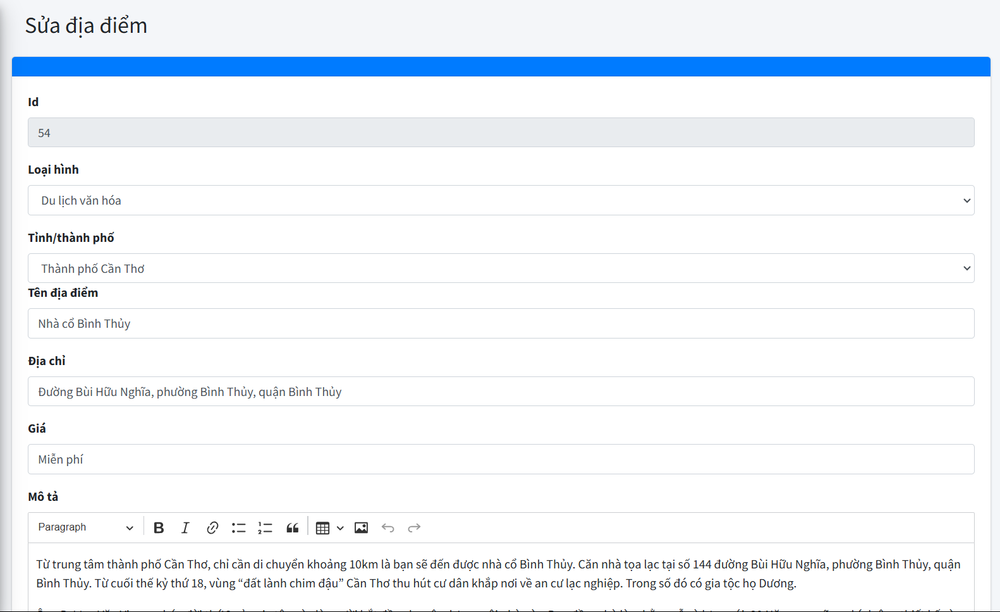 Sửa địa điểm
Id
54
Loại hình
Du lịch văn hóa
Tỉnh/thành phố
Thành phố Cần Thơ
Tên địa điểm
Nhà cổ Bình Thủy
Địa chỉ
Đường Bùi Hữu Nghĩa, phường Bình Thủy, quận Bình Thủy
Giá
Miễn phí
Mô tả
Paragraph
Từ trung tâm thành phố Cần Thơ, chỉ cần di chuyển khoảng 10km là bạn sẽ đến được nhà cổ Bình Thủy. Căn nhà tọa lạc tại số 144 đường Bùi Hữu Nghĩa, phường Bình Thủy, quận
Bình Thủy. Từ cuối thế kỷ thứ 18, vùng “đất lành chim đậu” Cần Thơ thu hút cư dân khắp nơi về an cư lạc nghiệp. Trong số đó có gia tộc họ Dương.